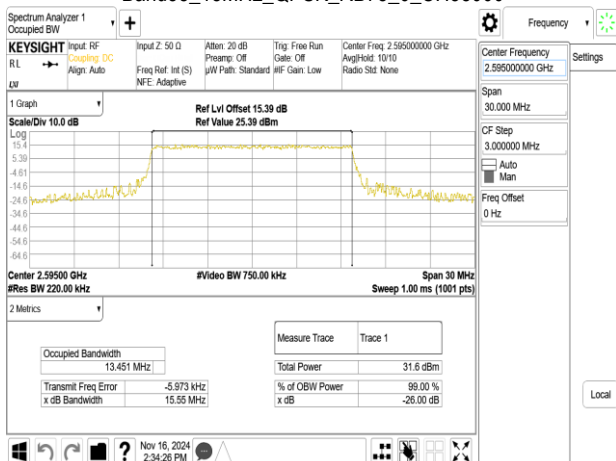 Spectrum Analyzer 1
Occupied BW
Frequency
KEYSIGHT
Input: RF
Input Z: 50 Ω
Atten: 20 dB
Trig: Free Run
Center Freq: 2.595000000 GHz
RL
Coupling: DC
Preamp: Off
Gate: Off
Avg|Hold: 10/10
Align: Auto
Freq Ref: Int (S)
µW Path: Standard
#IF Gain: Low
Radio Std: None
LXI
NFE: Adaptive
Center Frequency
2.595000000 GHz
Settings
Span
30.000 MHz
CF Step
3.000000 MHz
Auto
Man
Freq Offset
0 Hz
Local
1 Graph
Ref Lvl Offset 15.39 dB
Scale/Div 10.0 dB
Ref Value 25.39 dBm
Log
15.4
5.39
-4.61
-14.6
-24.6
-34.6
-44.6
-54.6
-64.6
Center 2.59500 GHz
#Video BW 750.00 kHz
Span 30 MHz
#Res BW 220.00 kHz
Sweep 1.00 ms (1001 pts)
2 Metrics
Measure Trace
Trace 1
Occupied Bandwidth
13.451 MHz
Total Power
31.6 dBm
Transmit Freq Error
-5.973 kHz
% of OBW Power
99.00 %
x dB Bandwidth
15.55 MHz
x dB
-26.00 dB
?
Nov 16, 2024
2:34:26 PM